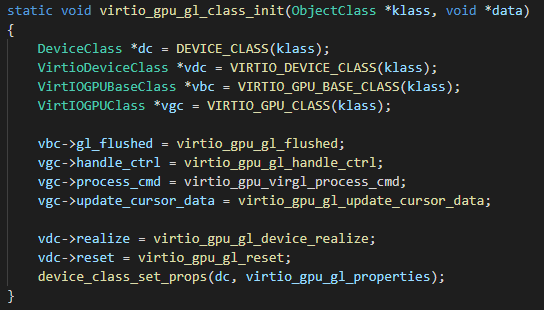 static void virtio_gpu_gl_class_init(ObjectClass *klass, void *data)
{
    DeviceClass *dc = DEVICE_CLASS(klass);
    VirtioDeviceClass *vdc = VIRTIO_DEVICE_CLASS(klass);
    VirtIOGPUBaseClass *vbc = VIRTIO_GPU_BASE_CLASS(klass);
    VirtIOGPUClass *vgc = VIRTIO_GPU_CLASS(klass);

    vbc->gl_flushed = virtio_gpu_gl_flushed;
    vgc->handle_ctrl = virtio_gpu_gl_handle_ctrl;
    vgc->process_cmd = virtio_gpu_virgl_process_cmd;
    vgc->update_cursor_data = virtio_gpu_gl_update_cursor_data;

    vdc->realize = virtio_gpu_gl_device_realize;
    vdc->reset = virtio_gpu_gl_reset;
    device_class_set_props(dc, virtio_gpu_gl_properties);
}